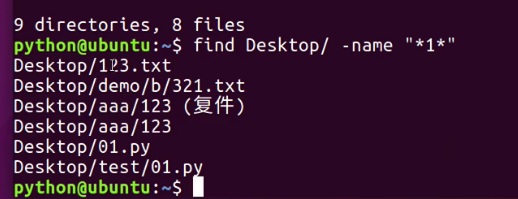 9 directories, 8 files
python@ubuntu:~$ find Desktop/ -name "*1*"
Desktop/123.txt
Desktop/demo/b/321.txt
Desktop/aaa/123 (复件)
Desktop/aaa/123
Desktop/01.py
Desktop/test/01.py
python@ubuntu:~$